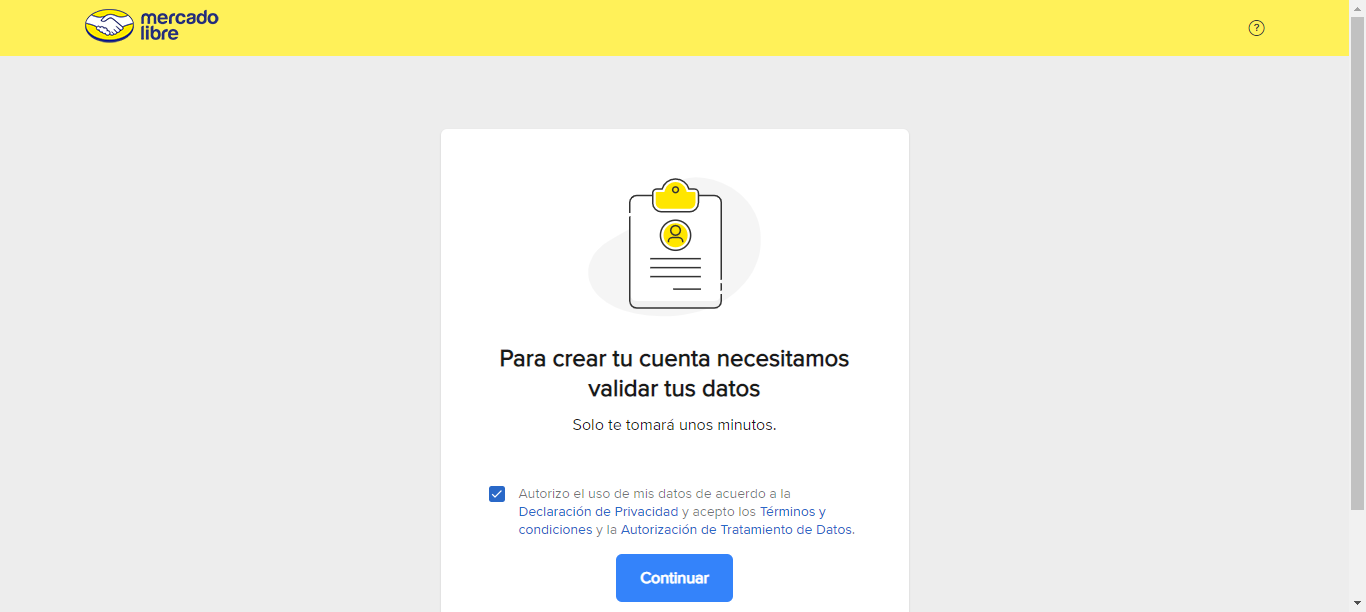 mercado
libre
?
Para crear tu cuenta necesitamos
validar tus datos
Solo te tomará unos minutos.
Autorizo el uso de mis datos de acuerdo a la
Declaración de Privacidad y acepto los Términos y
condiciones y la Autorización de Tratamiento de Datos.
Continuar